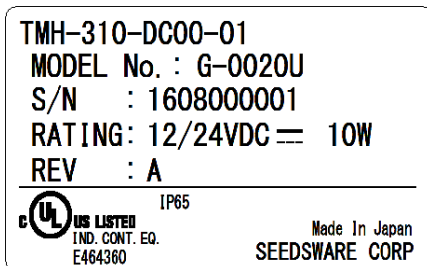 TMH-310-DC00-01
MODEL No. : G-0020U
S/N : 1608000001
RATING: 12/24VDC ⎓ 10W
REV : A
IP65
C UL US LISTED
IND. CONT. EQ.
E464360
Made In Japan
SEEDSWARE CORP